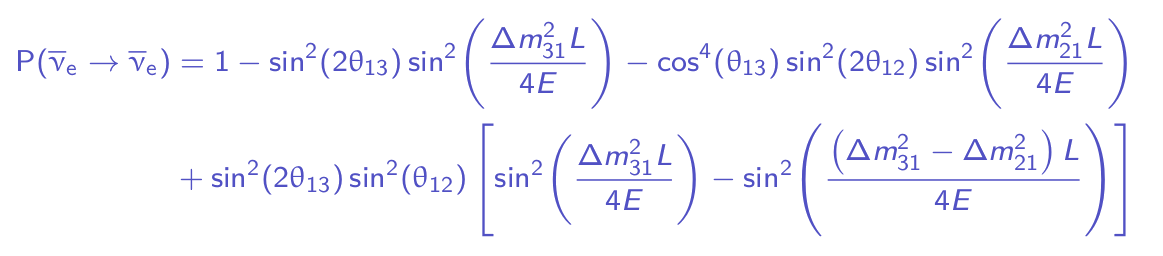 P(ν̅ₑ → ν̅ₑ) = 1 − sin²(2θ₁₃) sin²(Δm²₃₁L / 4E) − cos⁴(θ₁₃) sin²(2θ₁₂) sin²(Δm²₂₁L / 4E)
+ sin²(2θ₁₃) sin²(θ₁₂) [sin²(Δm²₃₁L / 4E) − sin²((Δm²₃₁ − Δm²₂₁) L / 4E)]